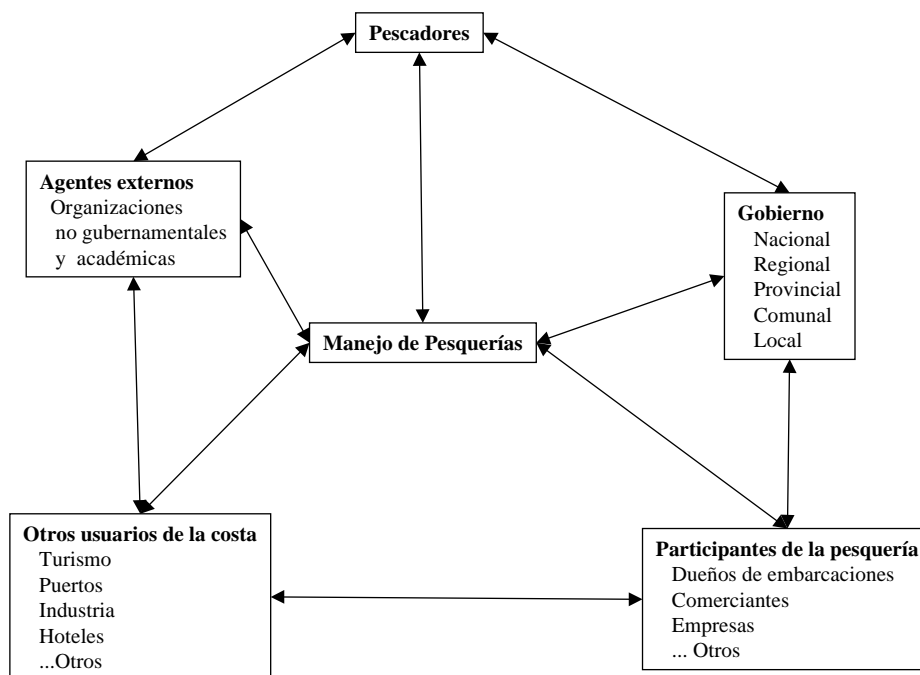 Pescadores
Agentes externos
Organizaciones
no gubernamentales
y académicas
Gobierno
Nacional
Regional
Provincial
Comunal
Local
Manejo de Pesquerías
Otros usuarios de la costa
Turismo
Puertos
Industria
Hoteles
...Otros
Participantes de la pesquería
Dueños de embarcaciones
Comerciantes
Empresas
... Otros